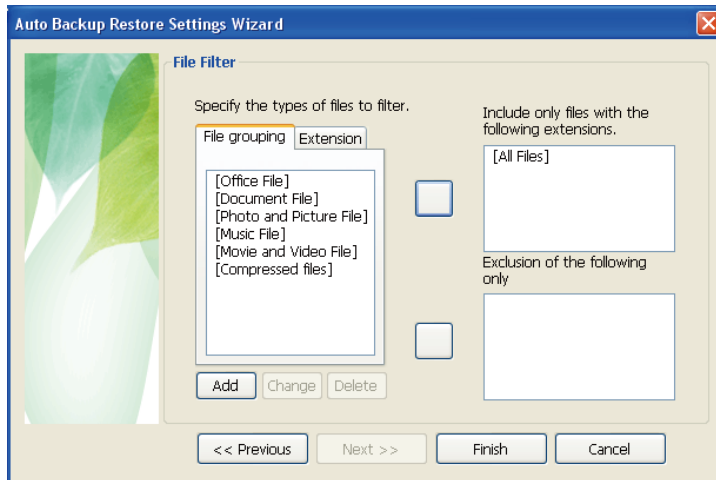 Auto Backup Restore Settings Wizard
File Filter
Specify the types of files to filter.
File grouping
Extension
[Office File]
[Document File]
[Photo and Picture File]
[Music File]
[Movie and Video File]
[Compressed files]
Add
Change
Delete
Include only files with the
following extensions.
[All Files]
Exclusion of the following
only
<< Previous
Next >>
Finish
Cancel